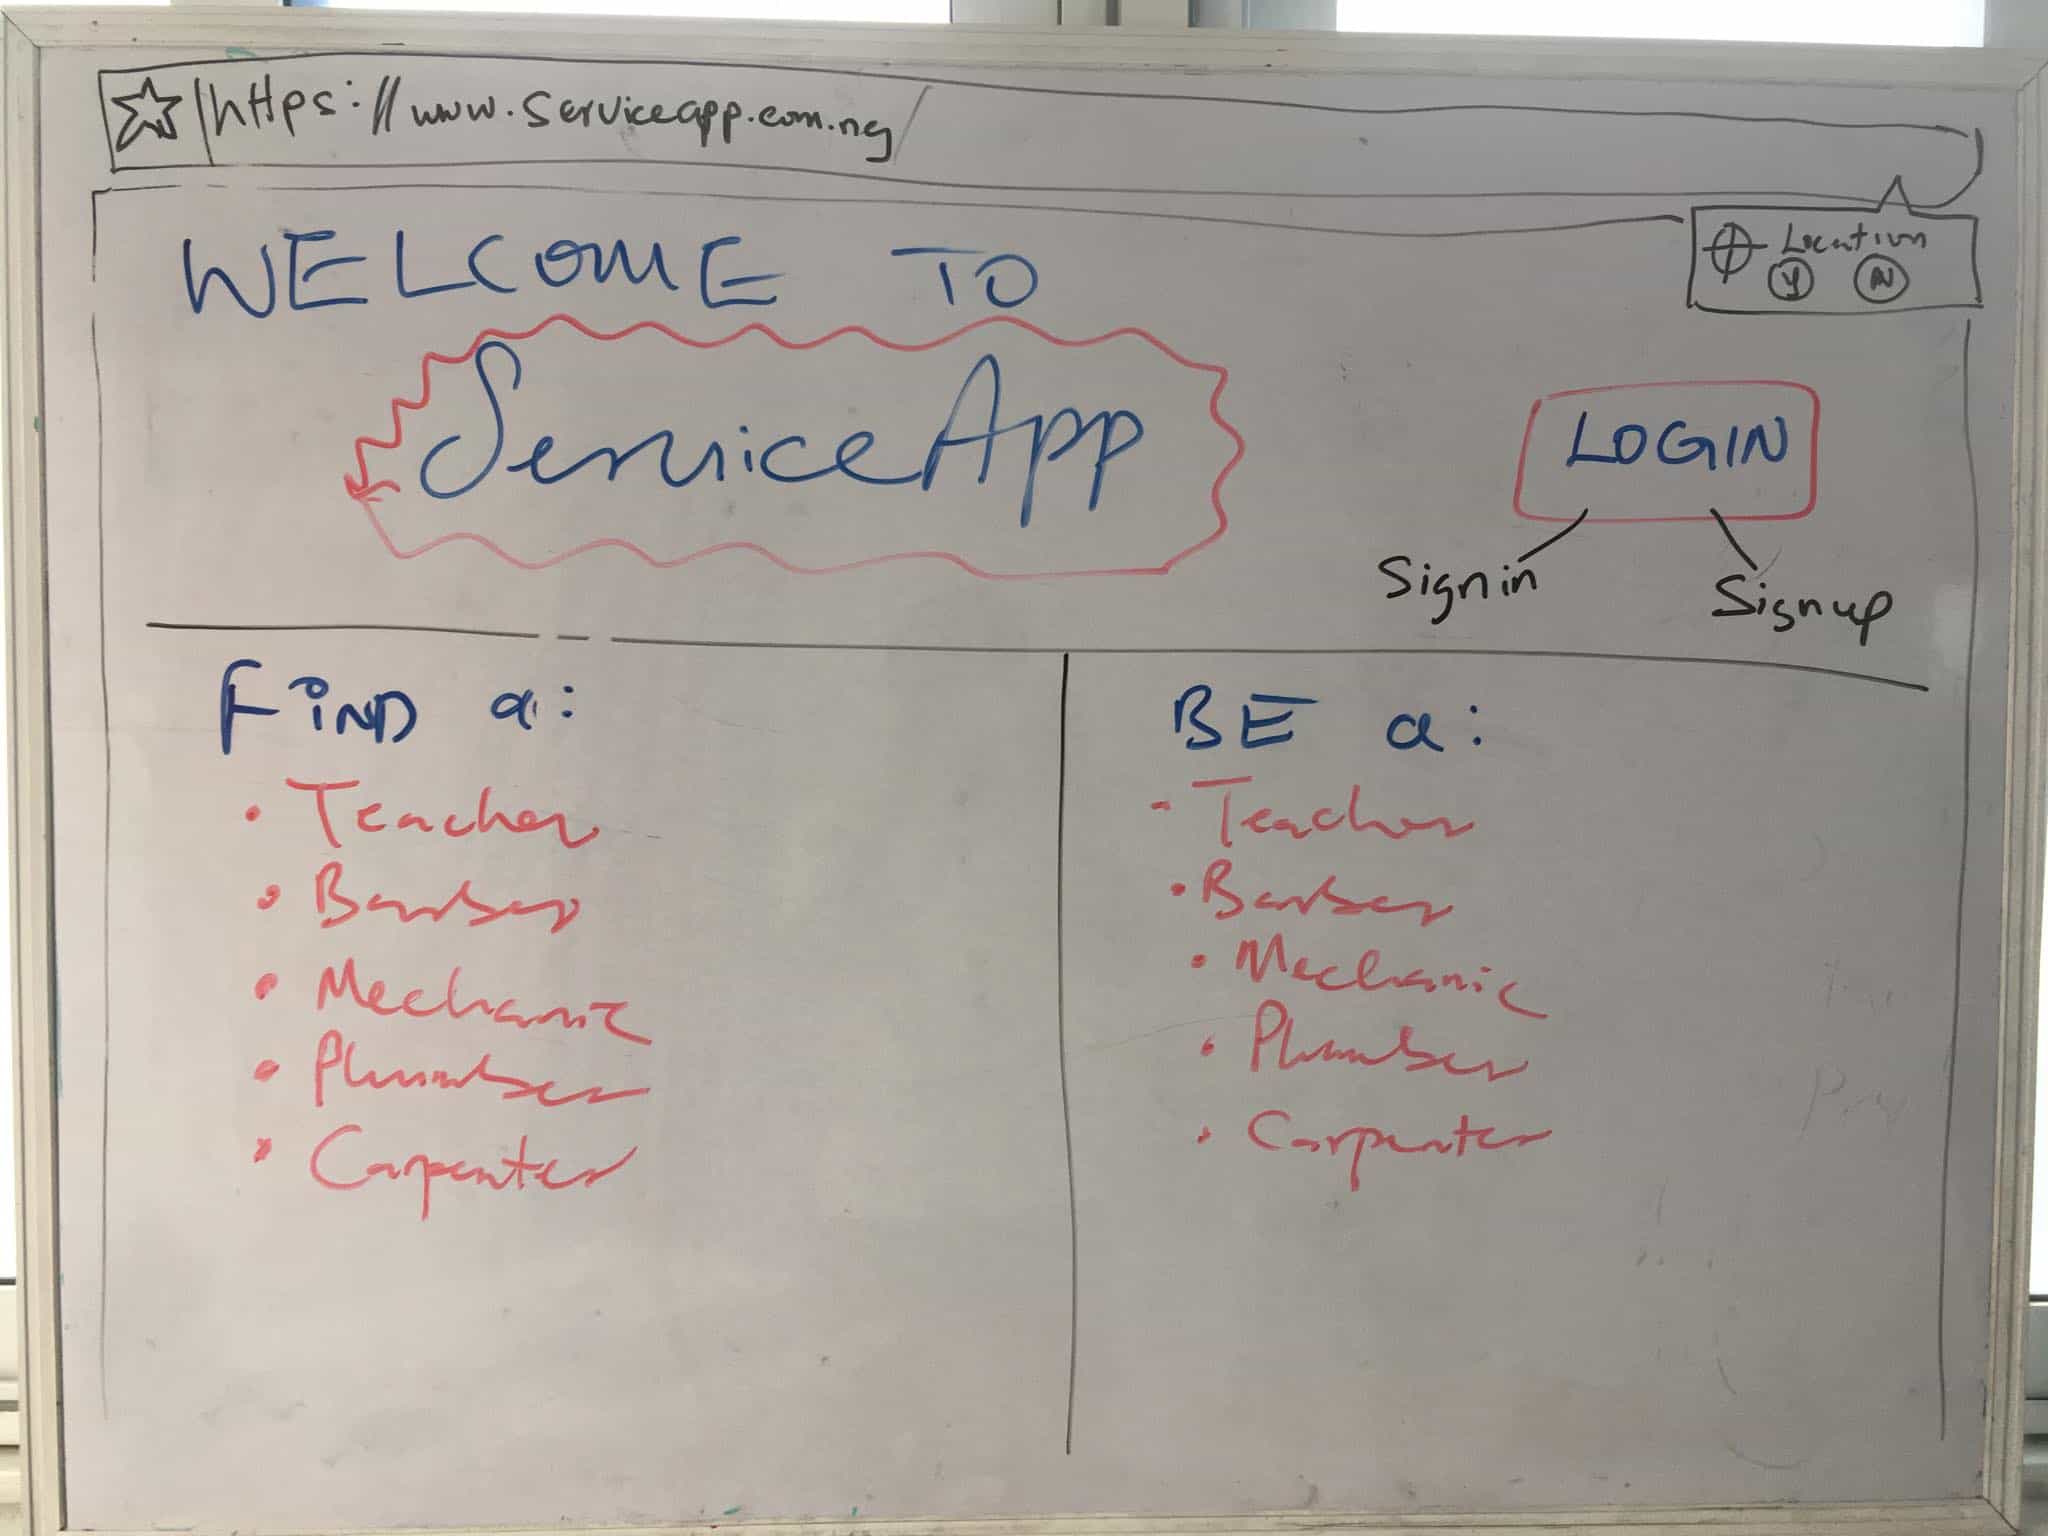 https://www.serviceapp.com.ng/
Location
Y N
WELCOME TO
ServiceApp
LOGIN
Signin
Signup
FIND a:
• Teacher
• Barber
• Mechanic
• Plumber
• Carpenter
BE a:
- Teacher
• Barber
• Mechanic
• Plumber
• Carpenter